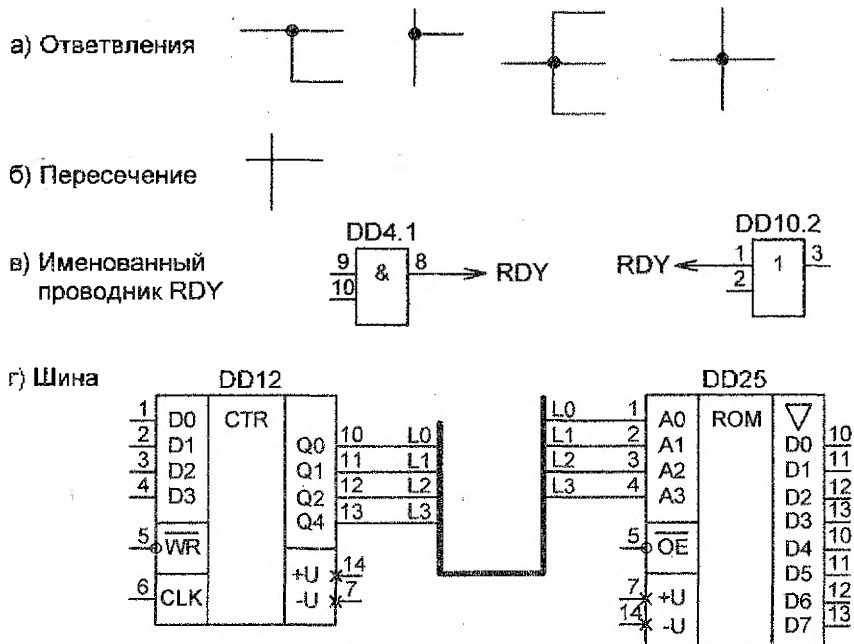 а) Ответвления
б) Пересечение
в) Именованный
проводник RDY
DD4.1
9
10
&
8
RDY
DD10.2
RDY
1
2
1
3
г) Шина
DD12
1 D0
2 D1
3 D2
4 D3
5 WR
6 CLK
CTR
Q0 10 L0
Q1 11 L1
Q2 12 L2
Q4 13 L3
+U 14
-U 7
DD25
L0 1 A0
L1 2 A1
L2 3 A2
L3 4 A3
5 OE
7 +U
14 -U
ROM
D0 10
D1 11
D2 12
D3 13
D4 10
D5 11
D6 12
D7 13